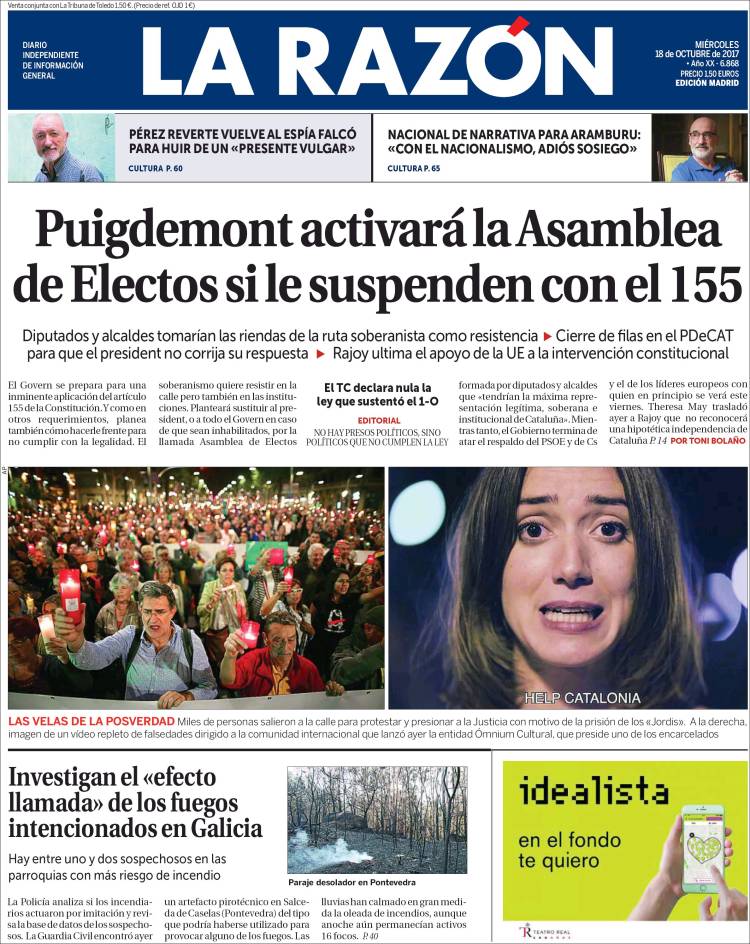 Venta conjunta con La Tribuna de Toledo 1,50 €. (Precio de ref. OJD 1 €)
DIARIO
INDEPENDIENTE
DE INFORMACIÓN
GENERAL
LA RAZÓN
MIÉRCOLES
18 de OCTUBRE de 2017
• Año XX - 6.868
PRECIO 1,50 EUROS
EDICIÓN MADRID
PÉREZ REVERTE VUELVE AL ESPÍA FALCÓ
PARA HUIR DE UN «PRESENTE VULGAR»
CULTURA P. 60
NACIONAL DE NARRATIVA PARA ARAMBURU:
«CON EL NACIONALISMO, ADIÓS SOSIEGO»
CULTURA P. 65
Puigdemont activará la Asamblea
de Electos si le suspenden con el 155
Diputados y alcaldes tomarían las riendas de la ruta soberanista como resistencia ▶ Cierre de filas en el PDeCAT
para que el president no corrija su respuesta ▶ Rajoy ultima el apoyo de la UE a la intervención constitucional
El Govern se prepara para una
inminente aplicación del artículo
155 de la Constitución. Y como en
otros requerimientos, planea
también cómo hacerle frente para
no cumplir con la legalidad. El
soberanismo quiere resistir en la
calle pero también en las institu-
ciones. Planteará sustituir al pres-
ident, o a todo el Govern en caso
de que sean inhabilitados, por la
llamada Asamblea de Electos
El TC declara nula la
ley que sustentó el 1-O
EDITORIAL
NO HAY PRESOS POLÍTICOS, SINO
POLÍTICOS QUE NO CUMPLEN LA LEY
formada por diputados y alcaldes
que «tendrían la máxima repre-
sentación legítima, soberana e
institucional de Cataluña». Mien-
tras tanto, el Gobierno termina de
atar el respaldo del PSOE y de Cs
y el de los líderes europeos con
quien en principio se verá este
viernes. Theresa May trasladó
ayer a Rajoy que no reconocerá
una hipotética independencia de
Cataluña P. 14 POR TONI BOLAÑO
AP
HELP CATALONIA
LAS VELAS DE LA POSVERDAD Miles de personas salieron a la calle para protestar y presionar a la Justicia con motivo de la prisión de los «Jordis». A la derecha,
imagen de un vídeo repleto de falsedades dirigido a la comunidad internacional que lanzó ayer la entidad Òmnium Cultural, que preside uno de los encarcelados
Investigan el «efecto
llamada» de los fuegos
intencionados en Galicia
Hay entre uno y dos sospechosos en las
parroquias con más riesgo de incendio
Paraje desolador en Pontevedra
La Policía analiza si los incendia-
rios actuaron por imitación y revi-
sa la base de datos de los sospecho-
sos. La Guardia Civil encontró ayer
un artefacto pirotécnico en Salce-
da de Caselas (Pontevedra) del tipo
que podría haberse utilizado para
provocar alguno de los fuegos. Las
lluvias han calmado en gran medi-
da la oleada de incendios, aunque
anoche aún permanecían activos
16 focos. P. 40
idealista
en el fondo
te quiero
TR TEATRO REAL